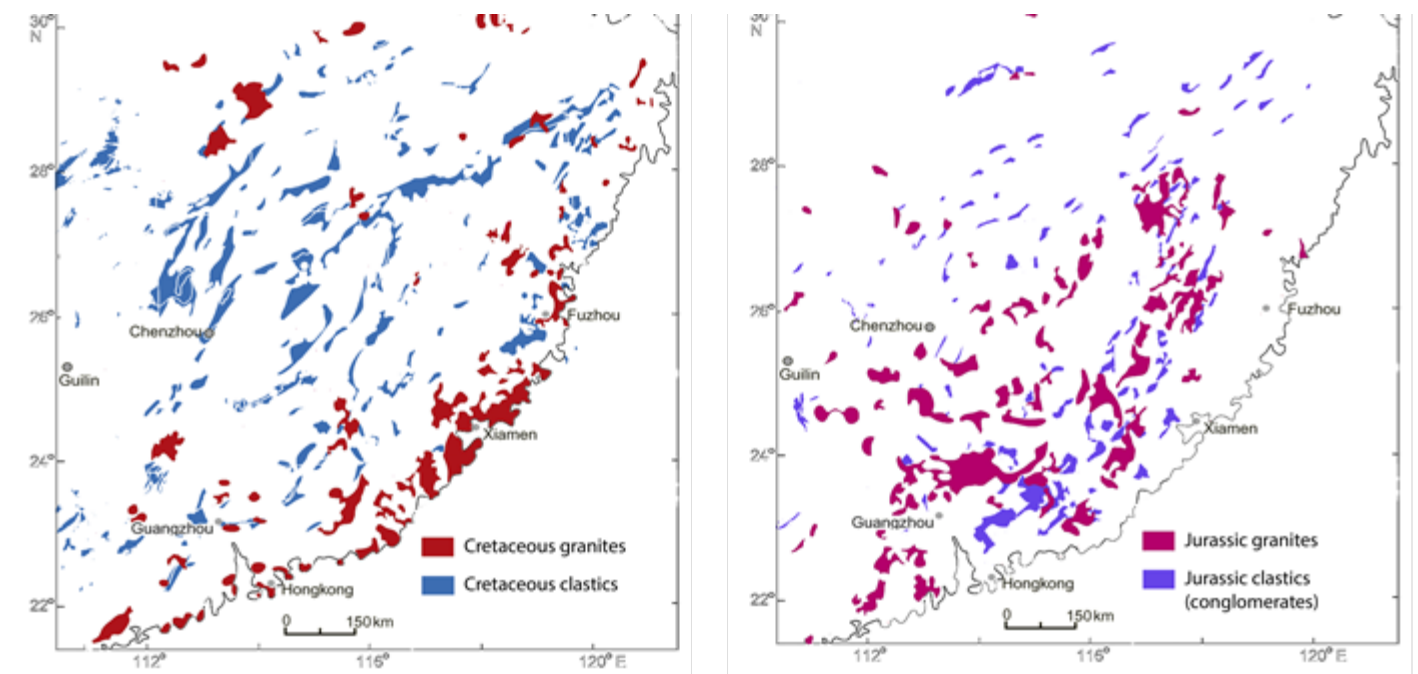 30°
N
28°
26°
24°
22°
Chenzhou
Guilin
Fuzhou
Xiamen
Guangzhou
Hongkong
Cretaceous granites
Cretaceous clastics
0 150 km
112° 116° 120° E
30°
N
28°
26°
24°
22°
Chenzhou
Guilin
Fuzhou
Xiamen
Guangzhou
Hongkong
Jurassic granites
Jurassic clastics
(conglomerates)
0 150 km
112° 116° 120° E